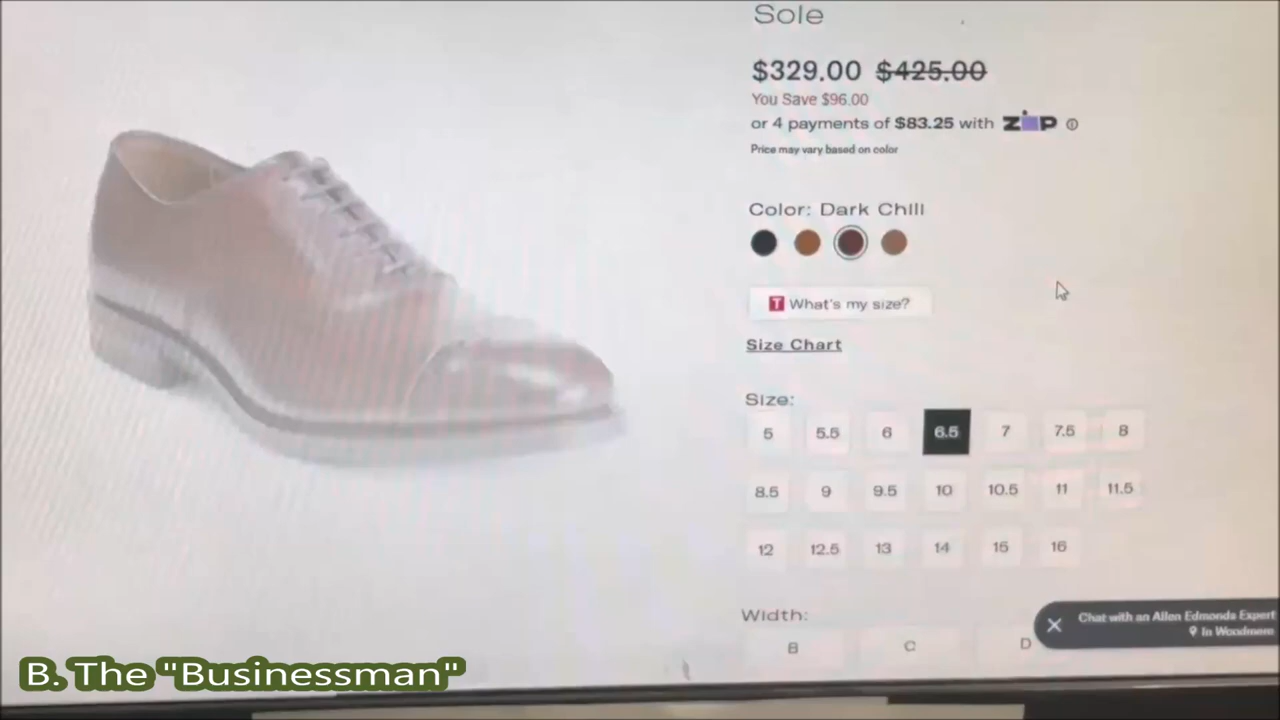 Sole
$329.00 $425.00
You Save $96.00
or 4 payments of $83.25 with ZIP
Price may vary based on color
Color: Dark Chili
T What's my size?
Size Chart
Size:
5 5.5 6 6.5 7 7.5 8
8.5 9 9.5 10 10.5 11 11.5
12 12.5 13 14 15 16
Width:
B C D
Chat with an Allen Edmonds Expert
In Woodmere
B. The "Businessman"